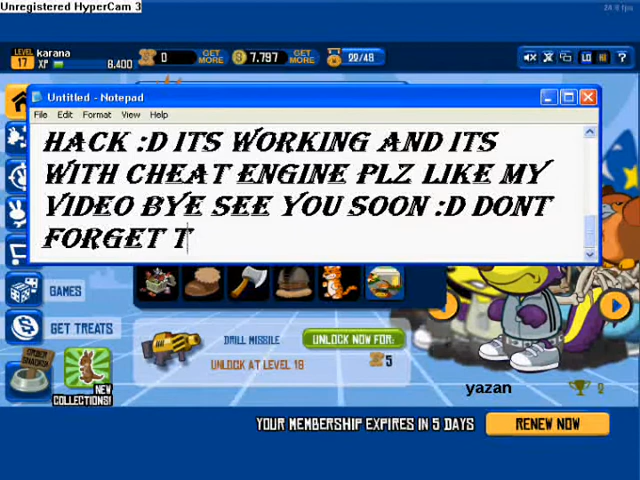 Unregistered HyperCam 3
LEVEL
17
karana
XP
8,400
0
GET MORE
7.797
GET MORE
22/48
LO
HI
Untitled - Notepad
File Edit Format View Help
HACK :D ITS WORKING AND ITS
WITH CHEAT ENGINE PLZ LIKE MY
VIDEO BYE SEE YOU SOON :D DONT
FORGET T
GAMES
GET TREATS
NEW
COLLECTIONS!
DRILL MISSILE
UNLOCK NOW FOR:
UNLOCK AT LEVEL 18
5
yazan
YOUR MEMBERSHIP EXPIRES IN 5 DAYS
RENEW NOW